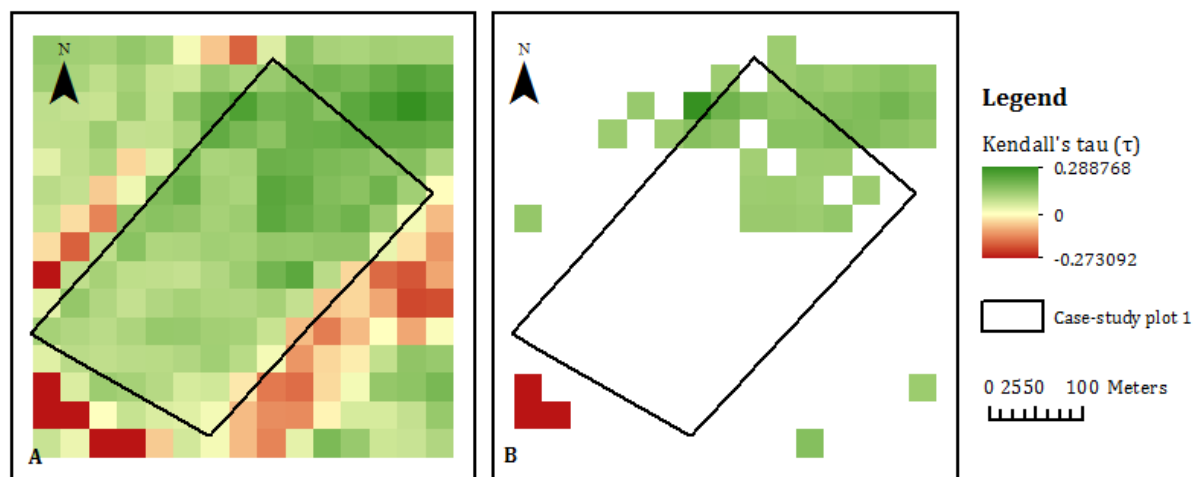 N
A
N
B
Legend
Kendall's tau (τ)
0.288768
0
-0.273092
Case-study plot 1
0 2550 100 Meters